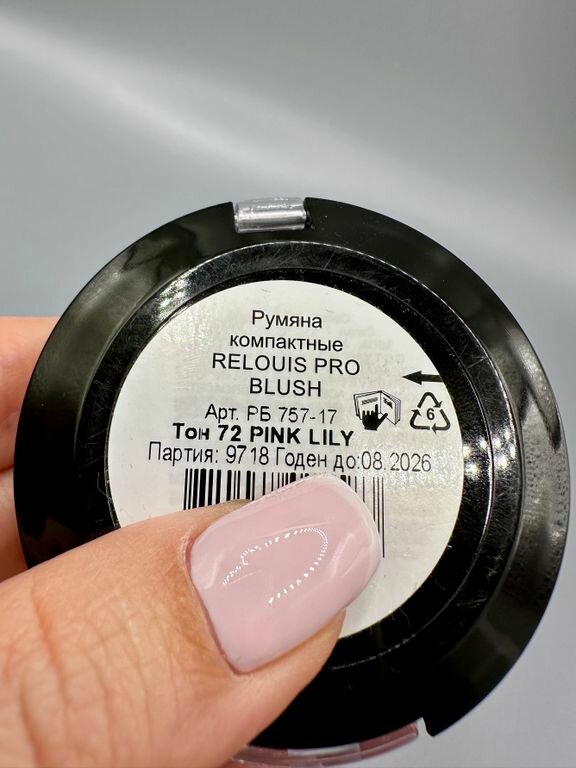 Румяна
компактные
RELOUIS PRO
BLUSH
Арт. РБ 757-17
Тон 72 PINK LILY
Партия: 9718 Годен до:08.2026
6